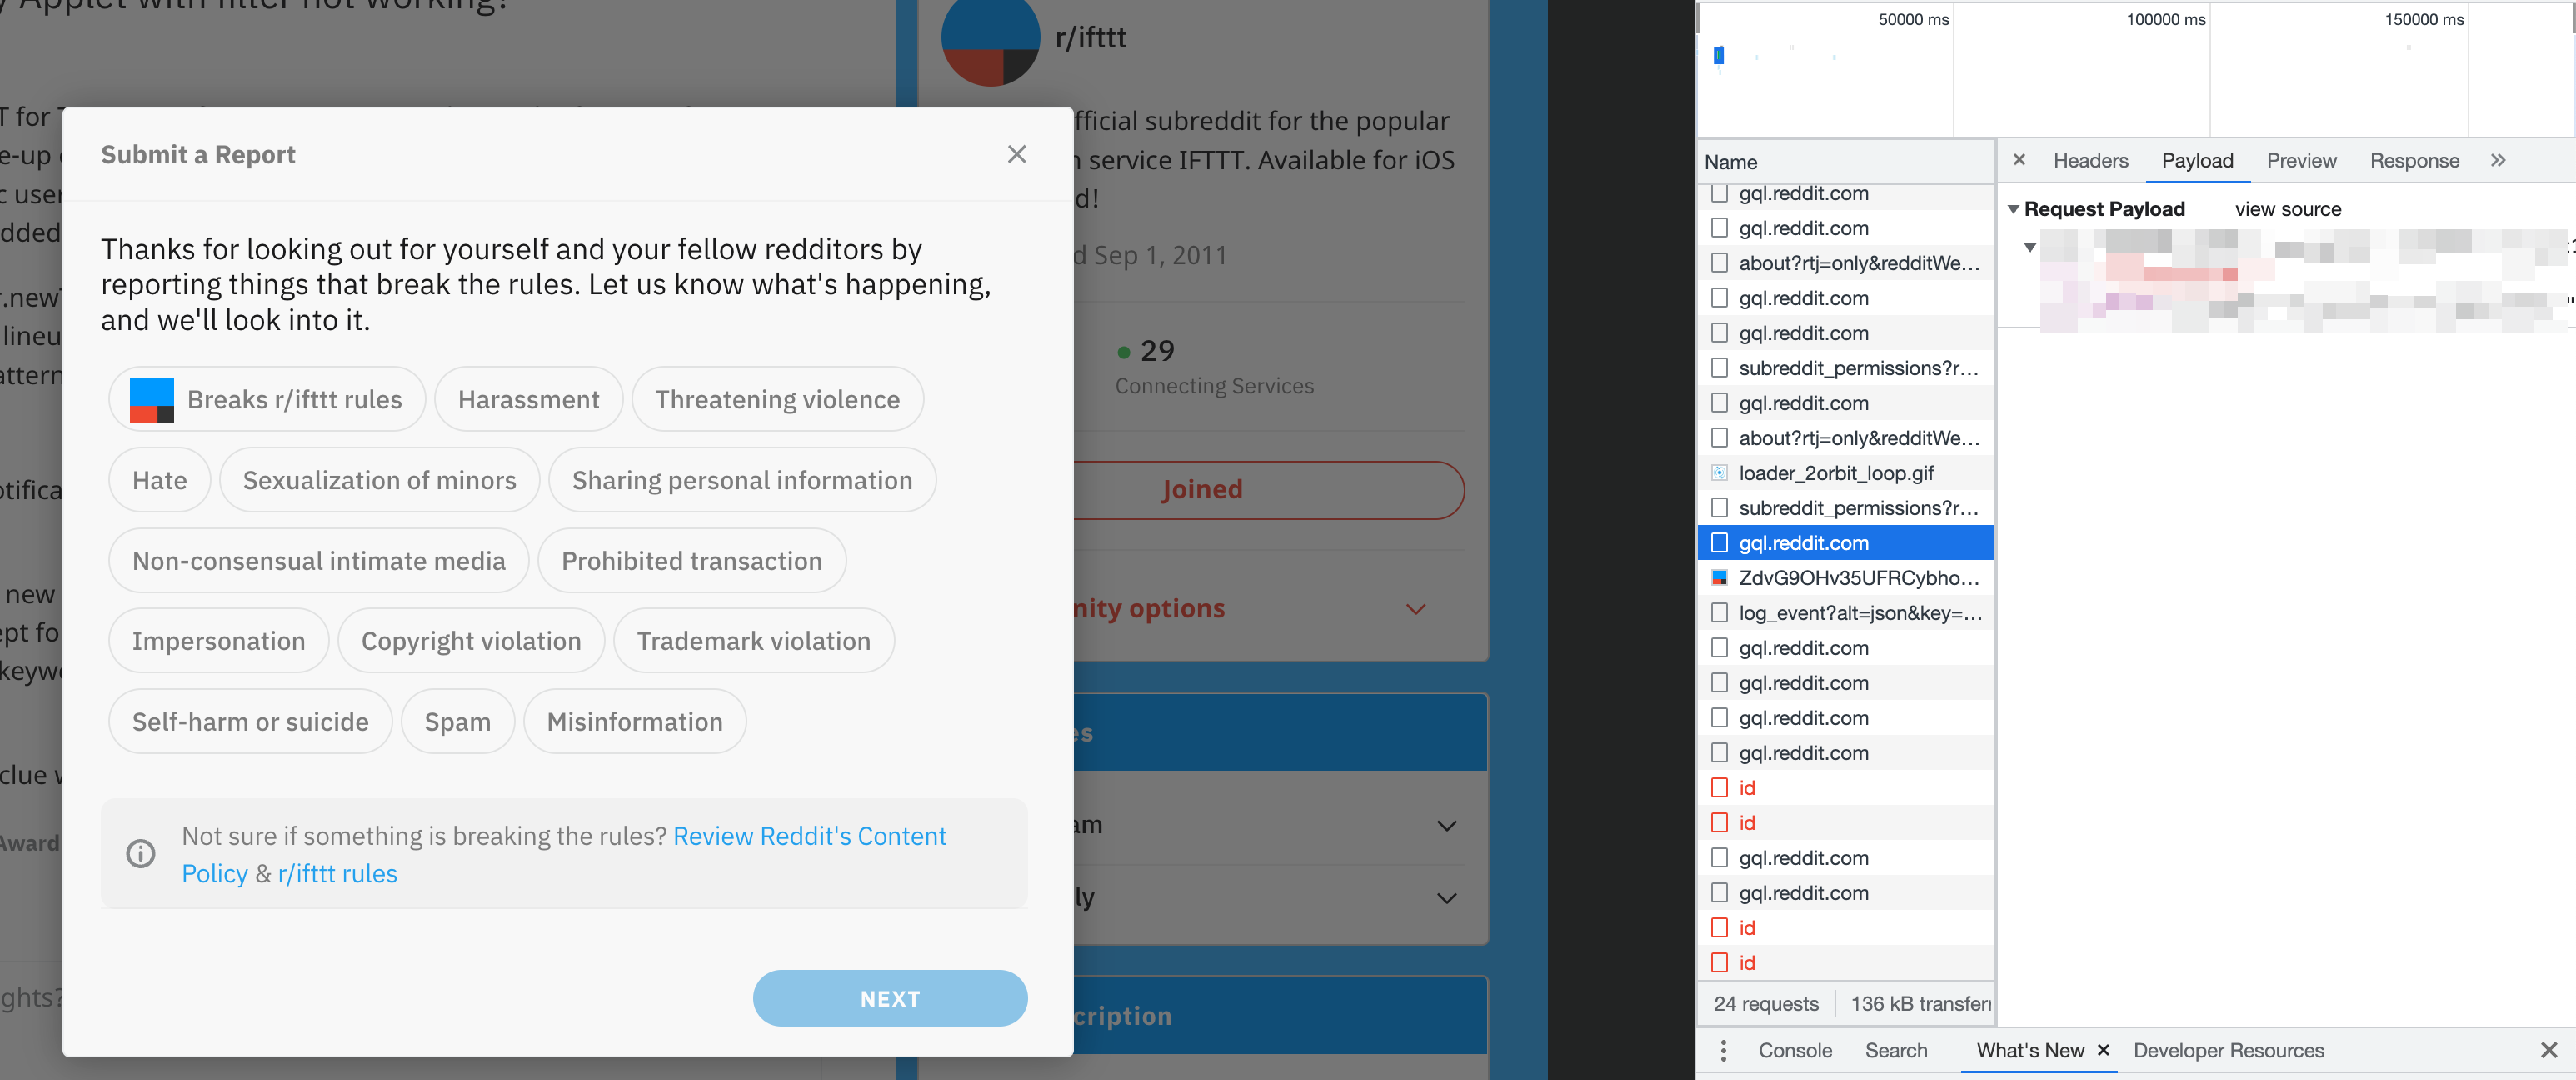 Applet with filter not working?
T for
e-up
c user
dded
r.new
lineu
attern
otifica
new
ept fo
keywo
clue
Award
ghts?
Submit a Report
Thanks for looking out for yourself and your fellow redditors by
reporting things that break the rules. Let us know what's happening,
and we'll look into it.
Breaks r/ifttt rules
Harassment
Threatening violence
Hate
Sexualization of minors
Sharing personal information
Non-consensual intimate media
Prohibited transaction
Impersonation
Copyright violation
Trademark violation
Self-harm or suicide
Spam
Misinformation
Not sure if something is breaking the rules? Review Reddit's Content
Policy & r/ifttt rules
NEXT
r/ifttt
fficial subreddit for the popular
n service IFTTT. Available for iOS
d!
d Sep 1, 2011
29
Connecting Services
Joined
nity options
es
am
ly
cription
50000 ms
100000 ms
150000 ms
Name
gql.reddit.com
gql.reddit.com
about?rtj=only&redditWe...
gql.reddit.com
gql.reddit.com
subreddit_permissions?r...
gql.reddit.com
about?rtj=only&redditWe...
loader_2orbit_loop.gif
subreddit_permissions?r...
gql.reddit.com
ZdvG9OHv35UFRCybho...
log_event?alt=json&key=...
gql.reddit.com
gql.reddit.com
gql.reddit.com
gql.reddit.com
id
id
gql.reddit.com
gql.reddit.com
id
id
24 requests
136 kB transferr
Headers
Payload
Preview
Response
Request Payload
view source
Console
Search
What's New
Developer Resources